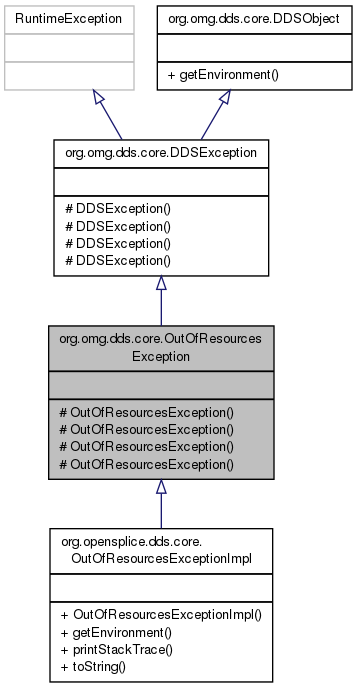 RuntimeException
org.omg.dds.core.DDSObject
+ getEnvironment()
org.omg.dds.core.DDSException
# DDSException()
# DDSException()
# DDSException()
# DDSException()
org.omg.dds.core.OutOfResources
Exception
# OutOfResourcesException()
# OutOfResourcesException()
# OutOfResourcesException()
# OutOfResourcesException()
org.opensplice.dds.core.
OutOfResourcesExceptionImpl
+ OutOfResourcesExceptionImpl()
+ getEnvironment()
+ printStackTrace()
+ toString()